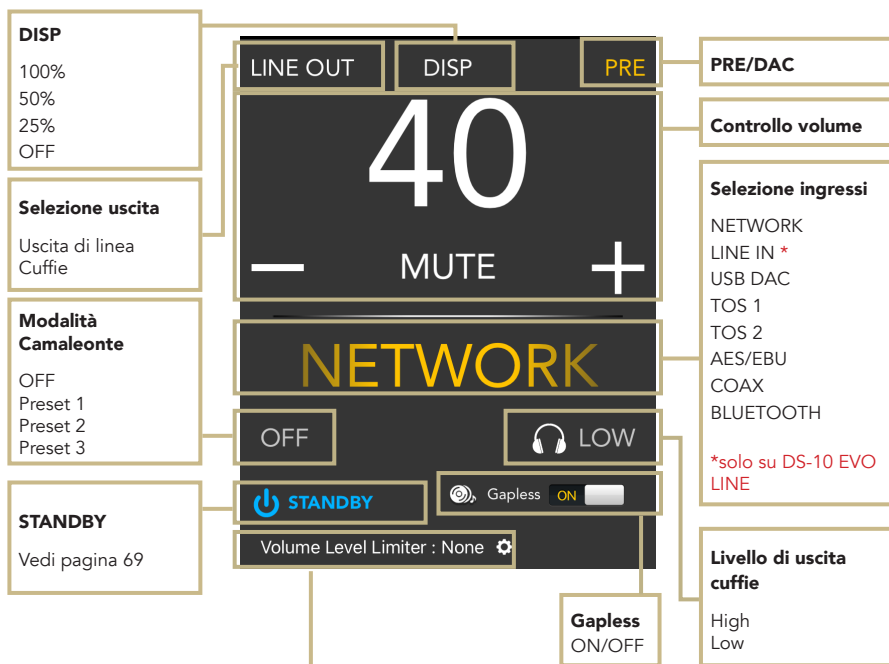 DISP
100%
50%
25%
OFF
Selezione uscita
Uscita di linea
Cuffie
Modalità
Camaleonte
OFF
Preset 1
Preset 2
Preset 3
STANDBY
Vedi pagina 69
LINE OUT DISP PRE
40
MUTE
NETWORK
OFF LOW
STANDBY Gapless ON
Volume Level Limiter : None
Gapless
ON/OFF
PRE/DAC
Controllo volume
Selezione ingressi
NETWORK
LINE IN *
USB DAC
TOS 1
TOS 2
AES/EBU
COAX
BLUETOOTH
*solo su DS-10 EVO
LINE
Livello di uscita
cuffie
High
Low